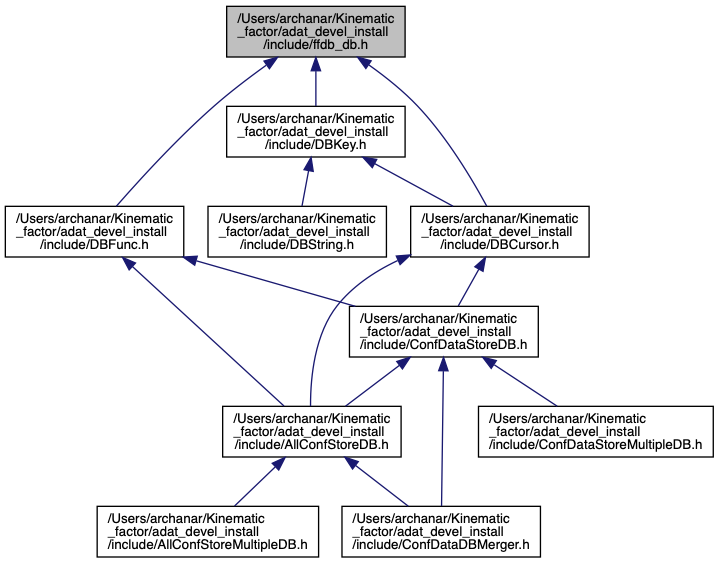 /Users/archanar/Kinematic
_factor/adat_devel_install
/include/ffdb_db.h
/Users/archanar/Kinematic
_factor/adat_devel_install
/include/DBKey.h
/Users/archanar/Kinematic
_factor/adat_devel_install
/include/DBFunc.h
/Users/archanar/Kinematic
_factor/adat_devel_install
/include/DBString.h
/Users/archanar/Kinematic
_factor/adat_devel_install
/include/DBCursor.h
/Users/archanar/Kinematic
_factor/adat_devel_install
/include/ConfDataStoreDB.h
/Users/archanar/Kinematic
_factor/adat_devel_install
/include/AllConfStoreDB.h
/Users/archanar/Kinematic
_factor/adat_devel_install
/include/ConfDataStoreMultipleDB.h
/Users/archanar/Kinematic
_factor/adat_devel_install
/include/AllConfStoreMultipleDB.h
/Users/archanar/Kinematic
_factor/adat_devel_install
/include/ConfDataDBMerger.h